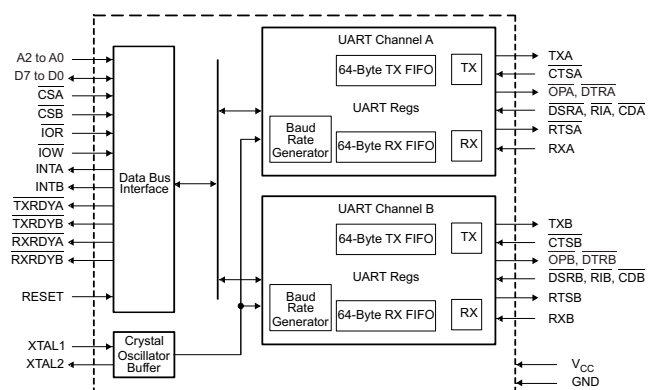 A2 to A0
D7 to D0
CSA
CSB
IOR
IOW
INTA
INTB
TXRDYA
TXRDYB
RXRDYA
RXRDYB
RESET
XTAL1
XTAL2
Data Bus
Interface
Crystal
Oscillator
Buffer
UART Channel A
64-Byte TX FIFO
TX
UART Regs
Baud
Rate
Generator
64-Byte RX FIFO
RX
UART Channel B
64-Byte TX FIFO
TX
UART Regs
Baud
Rate
Generator
64-Byte RX FIFO
RX
TXA
CTSA
OPA, DTRA
DSRA, RIA, CDA
RTSA
RXA
TXB
CTSB
OPB, DTRB
DSRB, RIB, CDB
RTSB
RXB
VCC
GND